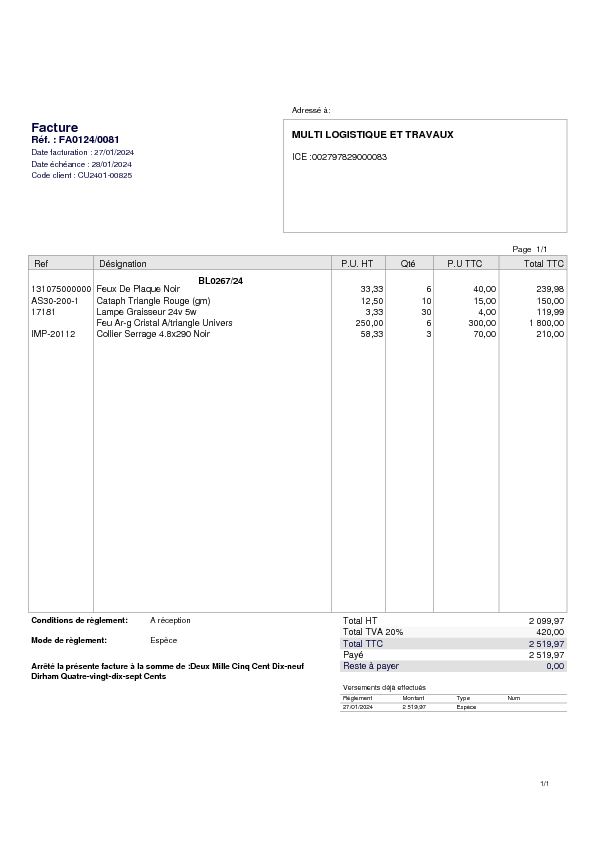 Adressé à:
Facture
Réf. : FA0124/0081
Date facturation : 27/01/2024
Date échéance : 28/01/2024
Code client : CU2401-00825
MULTI LOGISTIQUE ET TRAVAUX
ICE :002797829000083
Page 1/1
Ref Désignation P.U. HT Qté P.U TTC Total TTC
BL0267/24
131075000000 Feux De Plaque Noir 33,33 6 40,00 239,98
AS30-200-1 Cataph Triangle Rouge (gm) 12,50 10 15,00 150,00
17181 Lampe Graisseur 24v 5w 3,33 30 4,00 119,99
Feu Ar-g Cristal A/triangle Univers 250,00 6 300,00 1 800,00
IMP-20112 Collier Serrage 4.8x290 Noir 58,33 3 70,00 210,00
Conditions de règlement: A réception
Mode de règlement: Espèce
Arrêté la présente facture à la somme de :Deux Mille Cinq Cent Dix-neuf
Dirham Quatre-vingt-dix-sept Cents
Total HT 2 099,97
Total TVA 20% 420,00
Total TTC 2 519,97
Payé 2 519,97
Reste à payer 0,00
Versements déjà effectués
Règlement Montant Type Num
27/01/2024 2 519,97 Espèce
1/1